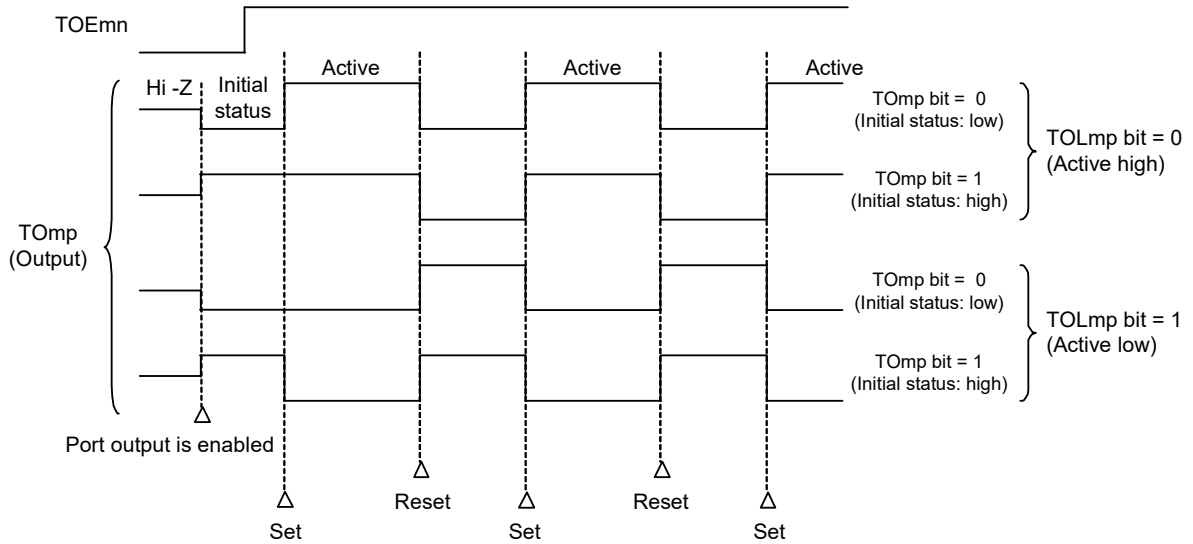 TOEmn
Active
Active
Active
Hi -Z
Initial
status
TOmp bit = 0
(Initial status: low)
TOLmp bit = 0
(Active high)
TOmp bit = 1
(Initial status: high)
TOmp
(Output)
TOmp bit = 0
(Initial status: low)
TOLmp bit = 1
(Active low)
TOmp bit = 1
(Initial status: high)
Port output is enabled
Reset
Reset
Set
Set
Set